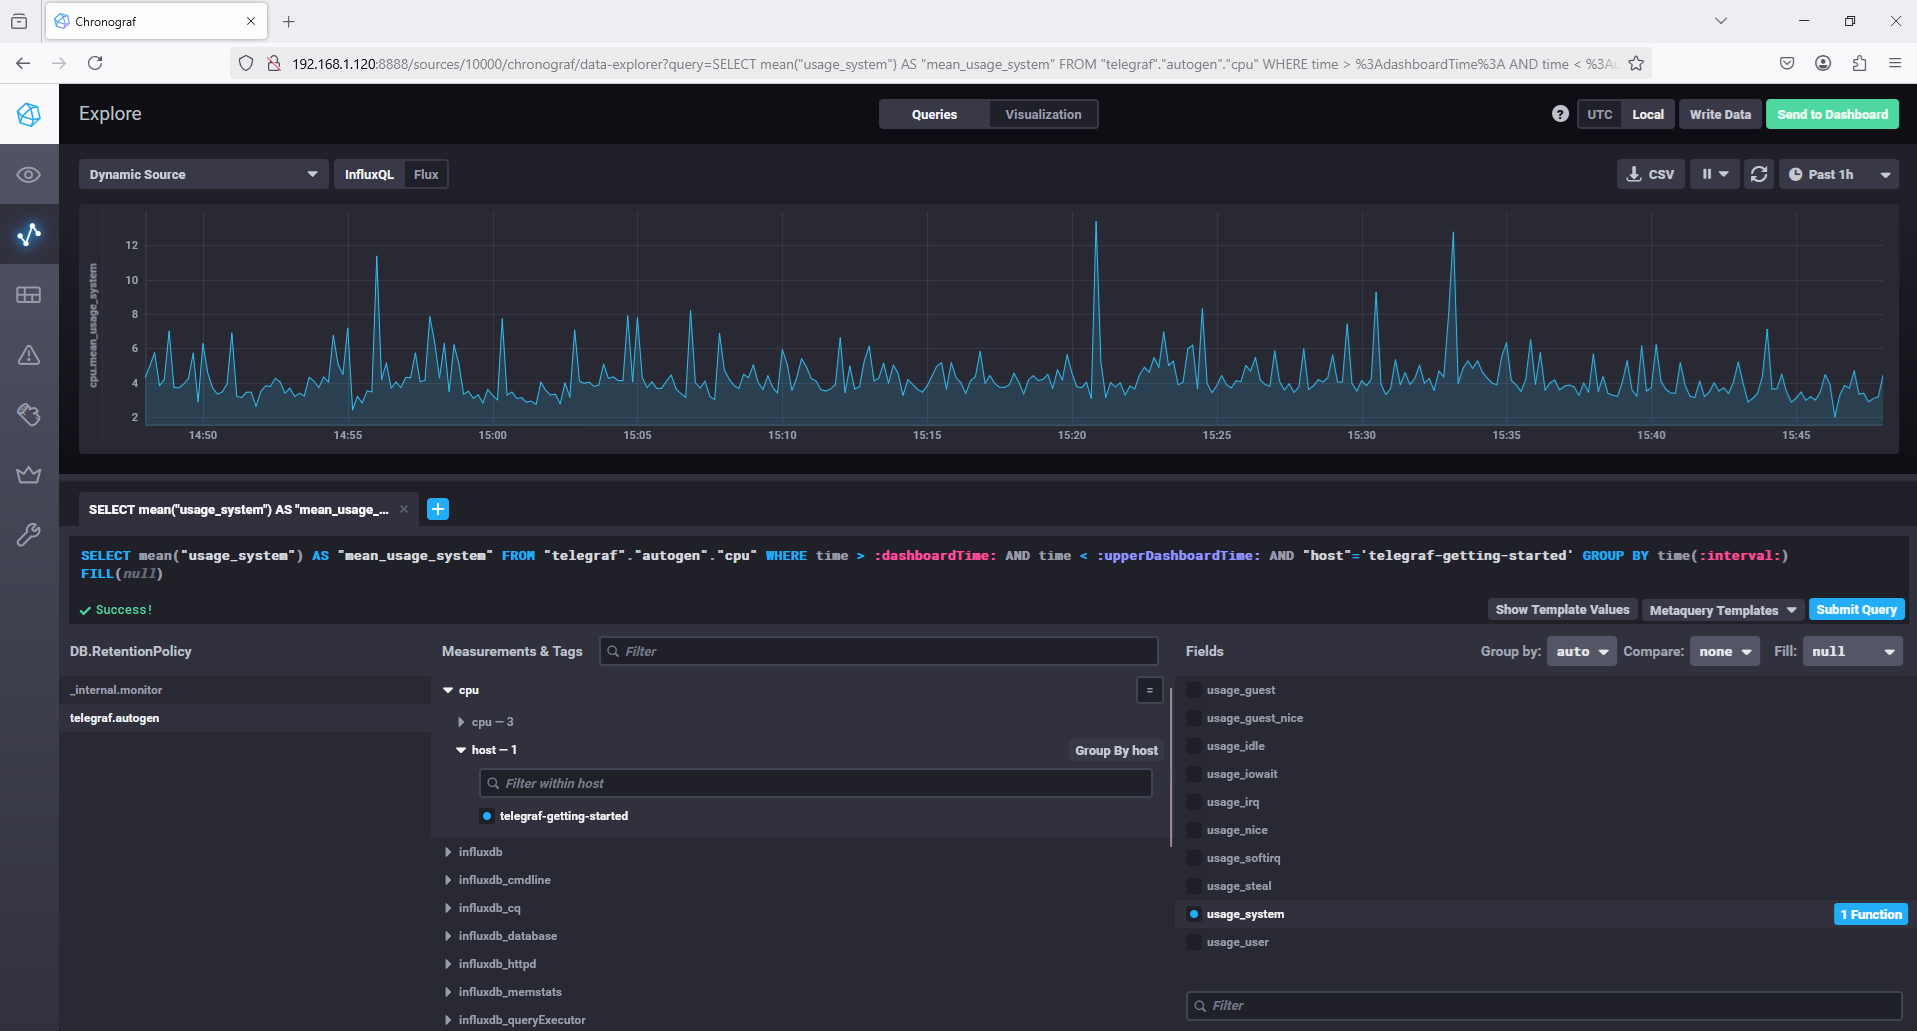 Chronograf
192.168.1.120:8888/sources/10000/chronograf/data-explorer?query=SELECT mean("usage_system") AS "mean_usage_system" FROM "telegraf"."autogen"."cpu" WHERE time > %3AdashboardTime%3A AND time < %3Au
Explore
Queries
Visualization
?
UTC
Local
Write Data
Send to Dashboard
Dynamic Source
InfluxQL
Flux
CSV
Past 1h
cpu.mean_usage_system
12
10
8
6
4
2
14:50
14:55
15:00
15:05
15:10
15:15
15:20
15:25
15:30
15:35
15:40
15:45
SELECT mean("usage_system") AS "mean_usage_...
SELECT mean("usage_system") AS "mean_usage_system" FROM "telegraf"."autogen"."cpu" WHERE time > :dashboardTime: AND time < :upperDashboardTime: AND "host"='telegraf-getting-started' GROUP BY time(:interval:)
FILL(null)
Success!
Show Template Values
Metaquery Templates
Submit Query
DB.RetentionPolicy
_internal.monitor
telegraf.autogen
Measurements & Tags
Filter
cpu
=
cpu — 3
host — 1
Group By host
Filter within host
telegraf-getting-started
influxdb
influxdb_cmdline
influxdb_cq
influxdb_database
influxdb_httpd
influxdb_memstats
influxdb_queryExecutor
Fields
Group by:
auto
Compare:
none
Fill:
null
usage_guest
usage_guest_nice
usage_idle
usage_iowait
usage_irq
usage_nice
usage_softirq
usage_steal
usage_system
1 Function
usage_user
Filter